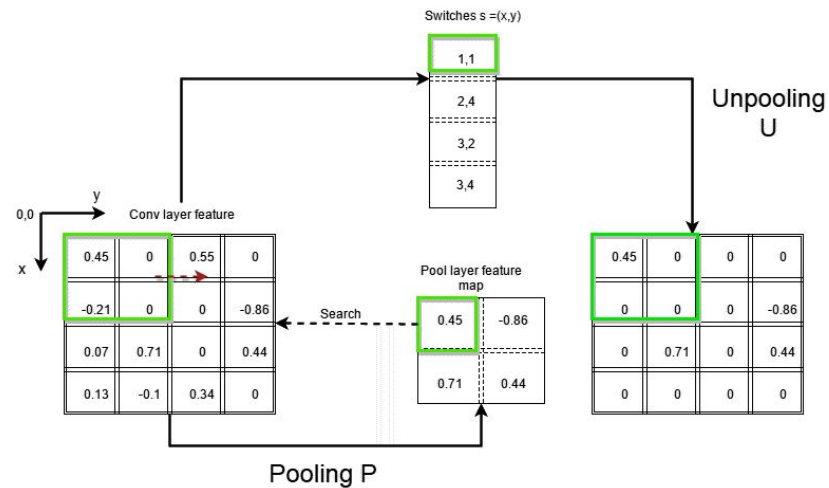 Switches s =(x,y)
1,1
2,4
3,2
3,4
Unpooling
U
y
0,0
x
Conv layer feature
0.45 0 0.55 0
-0.21 0 0 -0.86
0.07 0.71 0 0.44
0.13 -0.1 0.34 0
Search
Pool layer feature
map
0.45 -0.86
0.71 0.44
0.45 0 0 0
0 0 0 -0.86
0 0.71 0 0.44
0 0 0 0
Pooling P